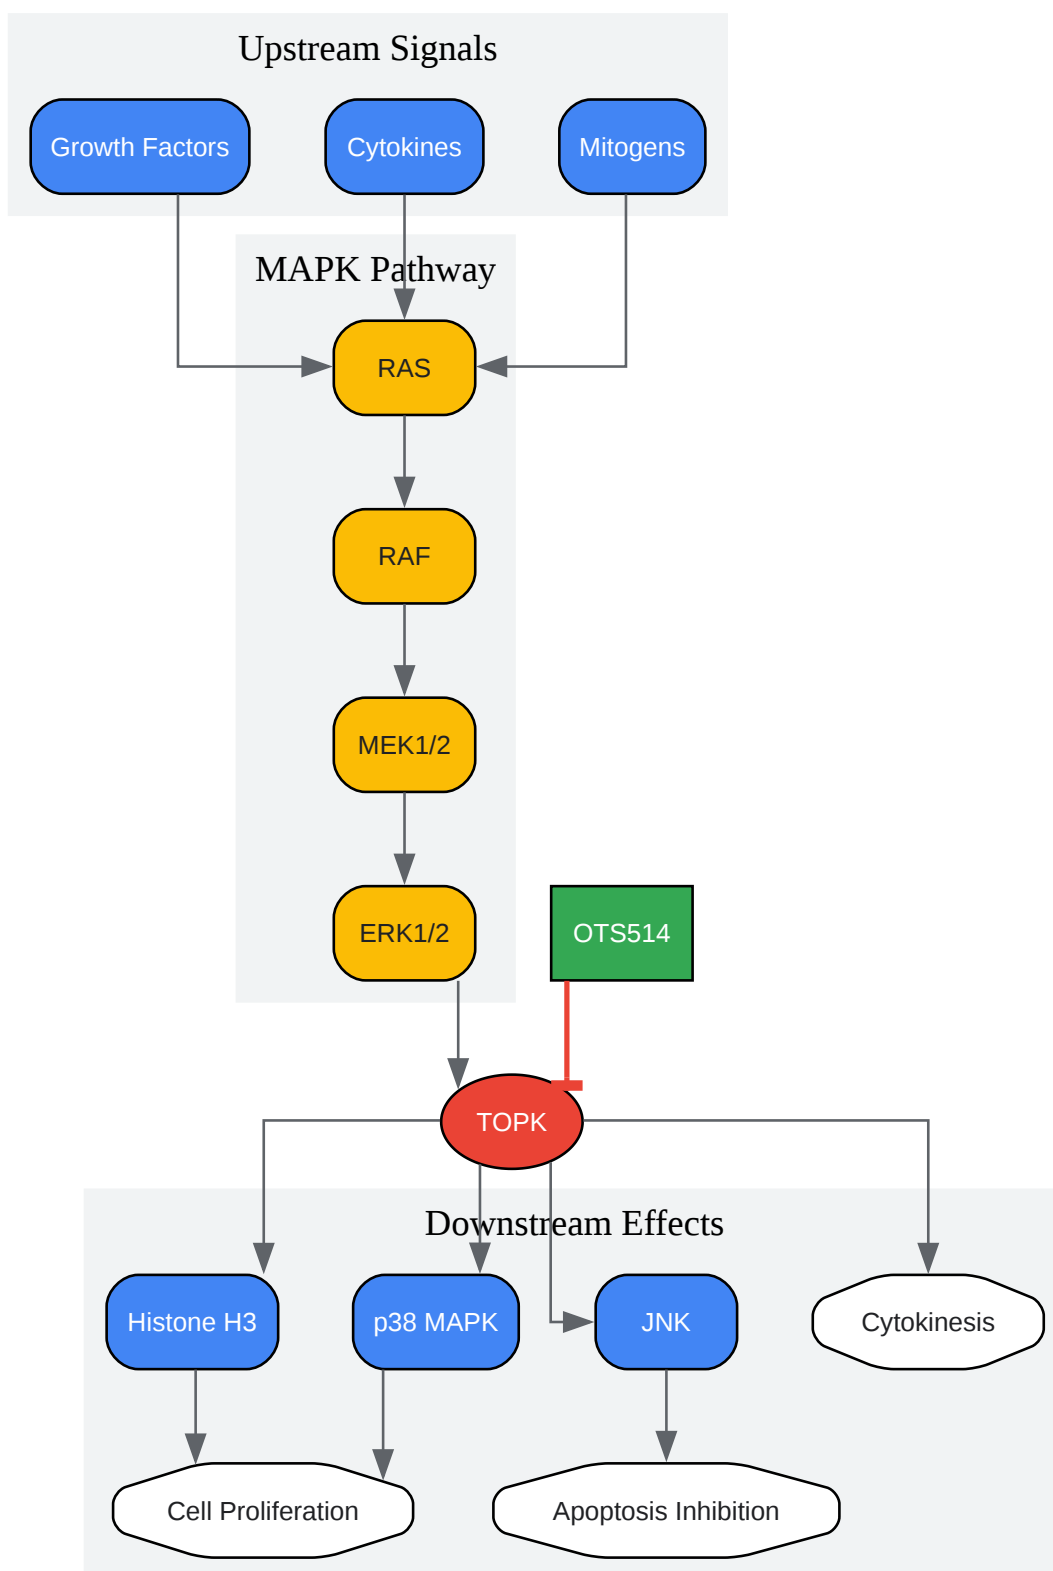 Upstream Signals
Growth Factors
Cytokines
Mitogens
MAPK Pathway
RAS
RAF
MEK1/2
ERK1/2
OTS514
TOPK
Downstream Effects
Histone H3
p38 MAPK
JNK
Cytokinesis
Cell Proliferation
Apoptosis Inhibition